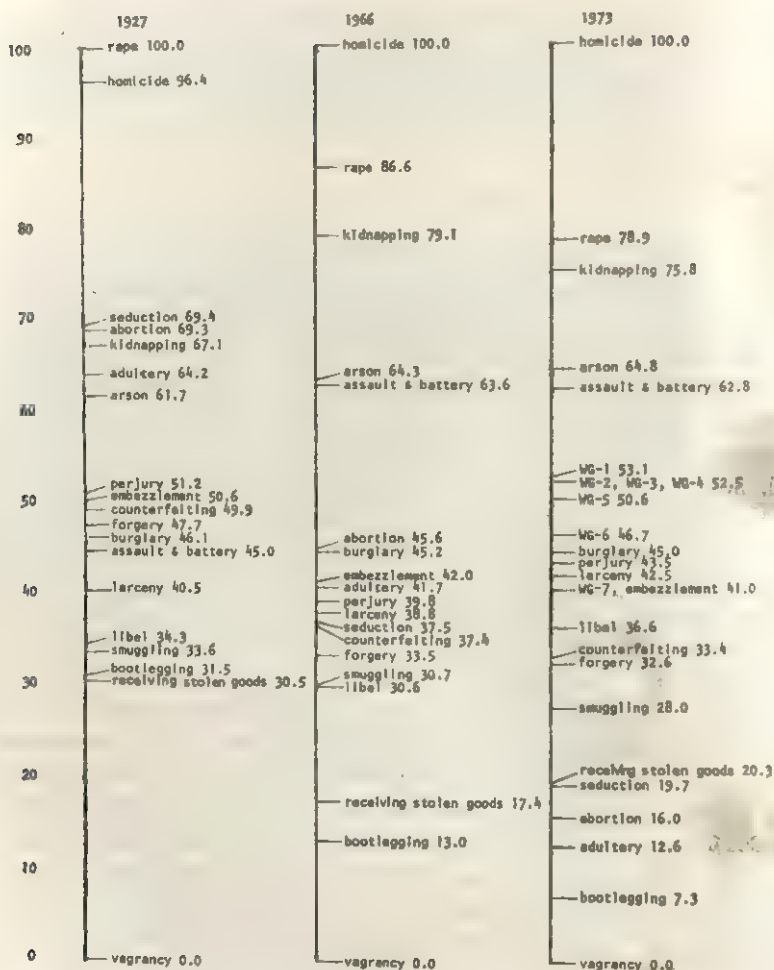 1927
1966
1973
100
90
80
70
50
40
30
20
10
0
rape 100.0
homicide 96.4
seduction 69.4
abortion 69.3
kidnapping 67.1
adultery 64.2
arson 61.7
perjury 51.2
embezzlement 50.6
counterfeiting 49.9
forgery 47.7
burglary 46.1
assault & battery 45.0
larceny 40.5
libel 34.3
smuggling 33.6
bootlegging 31.5
receiving stolen goods 30.5
vagrancy 0.0
homicide 100.0
rape 86.6
kidnapping 79.1
arson 64.3
assault & battery 63.6
abortion 45.6
burglary 45.2
embezzlement 42.0
adultery 41.7
perjury 39.8
larceny 38.8
seduction 37.5
counterfeiting 37.4
forgery 33.5
smuggling 30.7
libel 30.6
receiving stolen goods 17.4
bootlegging 13.0
vagrancy 0.0
homicide 100.0
rape 78.9
kidnapping 75.8
arson 64.8
assault & battery 62.8
WG-1 53.1
WG-2, WG-3, WG-4 52.5
WG-5 50.6
WG-6 46.7
burglary 45.0
perjury 43.5
larceny 42.5
WG-7, embezzlement 41.0
libel 36.6
counterfeiting 33.4
forgery 32.6
smuggling 28.0
receiving stolen goods 20.3
seduction 19.7
abortion 16.0
adultery 12.6
bootlegging 7.3
vagrancy 0.0